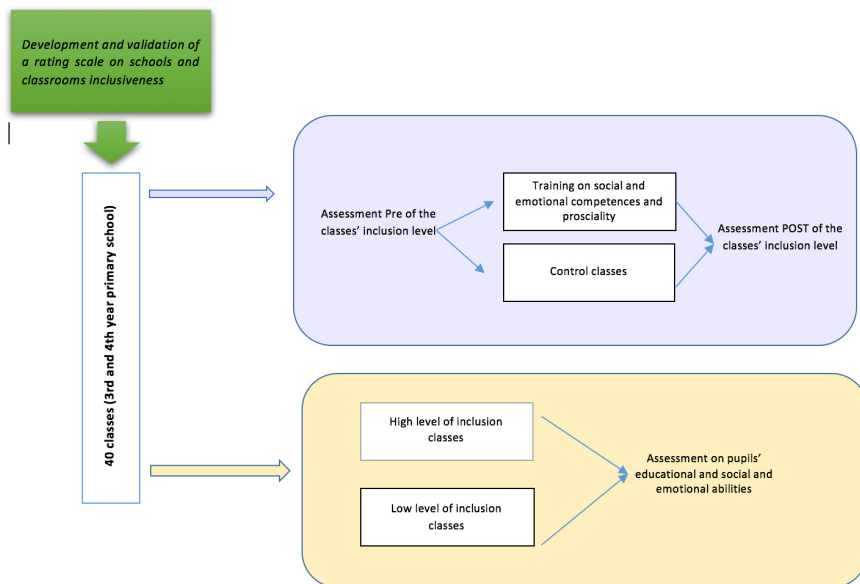 Development and validation of
a rating scale on schools and
classrooms inclusiveness
40 classes (3rd and 4th year primary school)
Assessment Pre of the
classes’ inclusion level
Training on social and
emotional competences and
prosciality
Control classes
Assessment POST of the
classes’ inclusion level
High level of inclusion
classes
Low level of inclusion
classes
Assessment on pupils’
educational and social and
emotional abilities